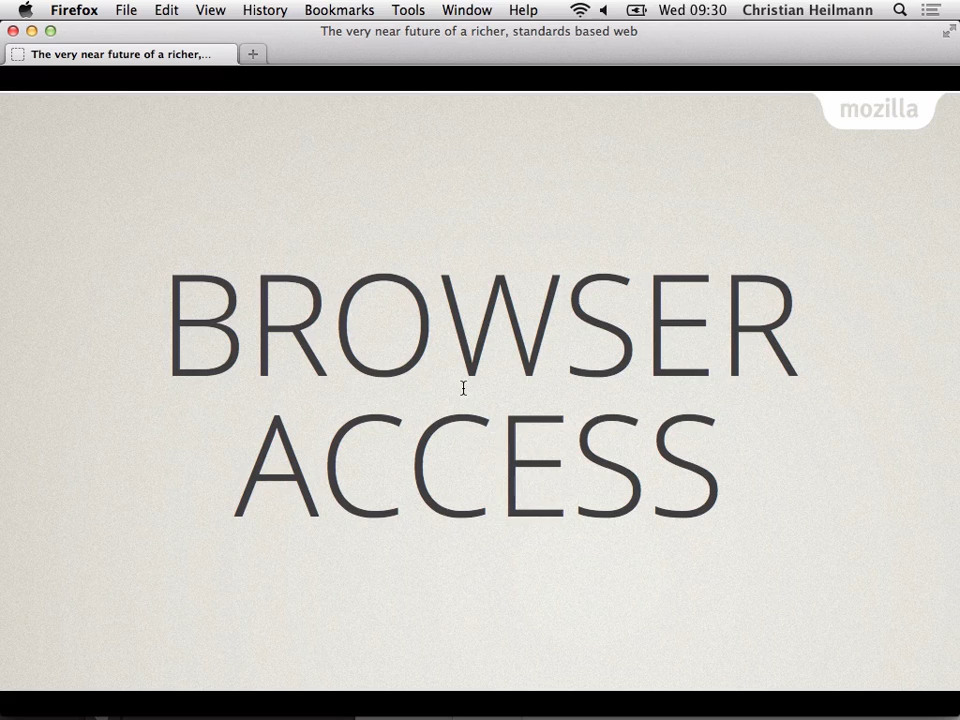 Firefox File Edit View History Bookmarks Tools Window Help Wed 09:30 Christian Heilmann
The very near future of a richer, standards based web
The very near future of a richer,...
mozilla
BROWSER
ACCESS